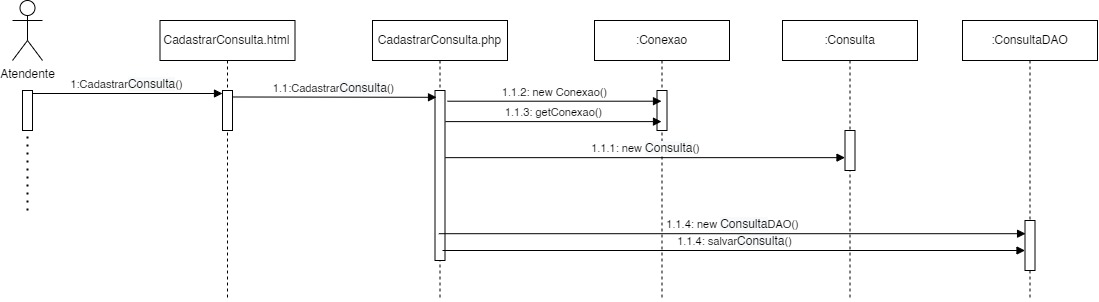 CadastrarConsulta.html
CadastrarConsulta.php
:Conexao
:Consulta
:ConsultaDAO
Atendente
1:CadastrarConsulta()
1.1:CadastrarConsulta()
1.1.2: new Conexao()
1.1.3: getConexao()
1.1.1: new Consulta()
1.1.4: new ConsultaDAO()
1.1.4: salvarConsulta()